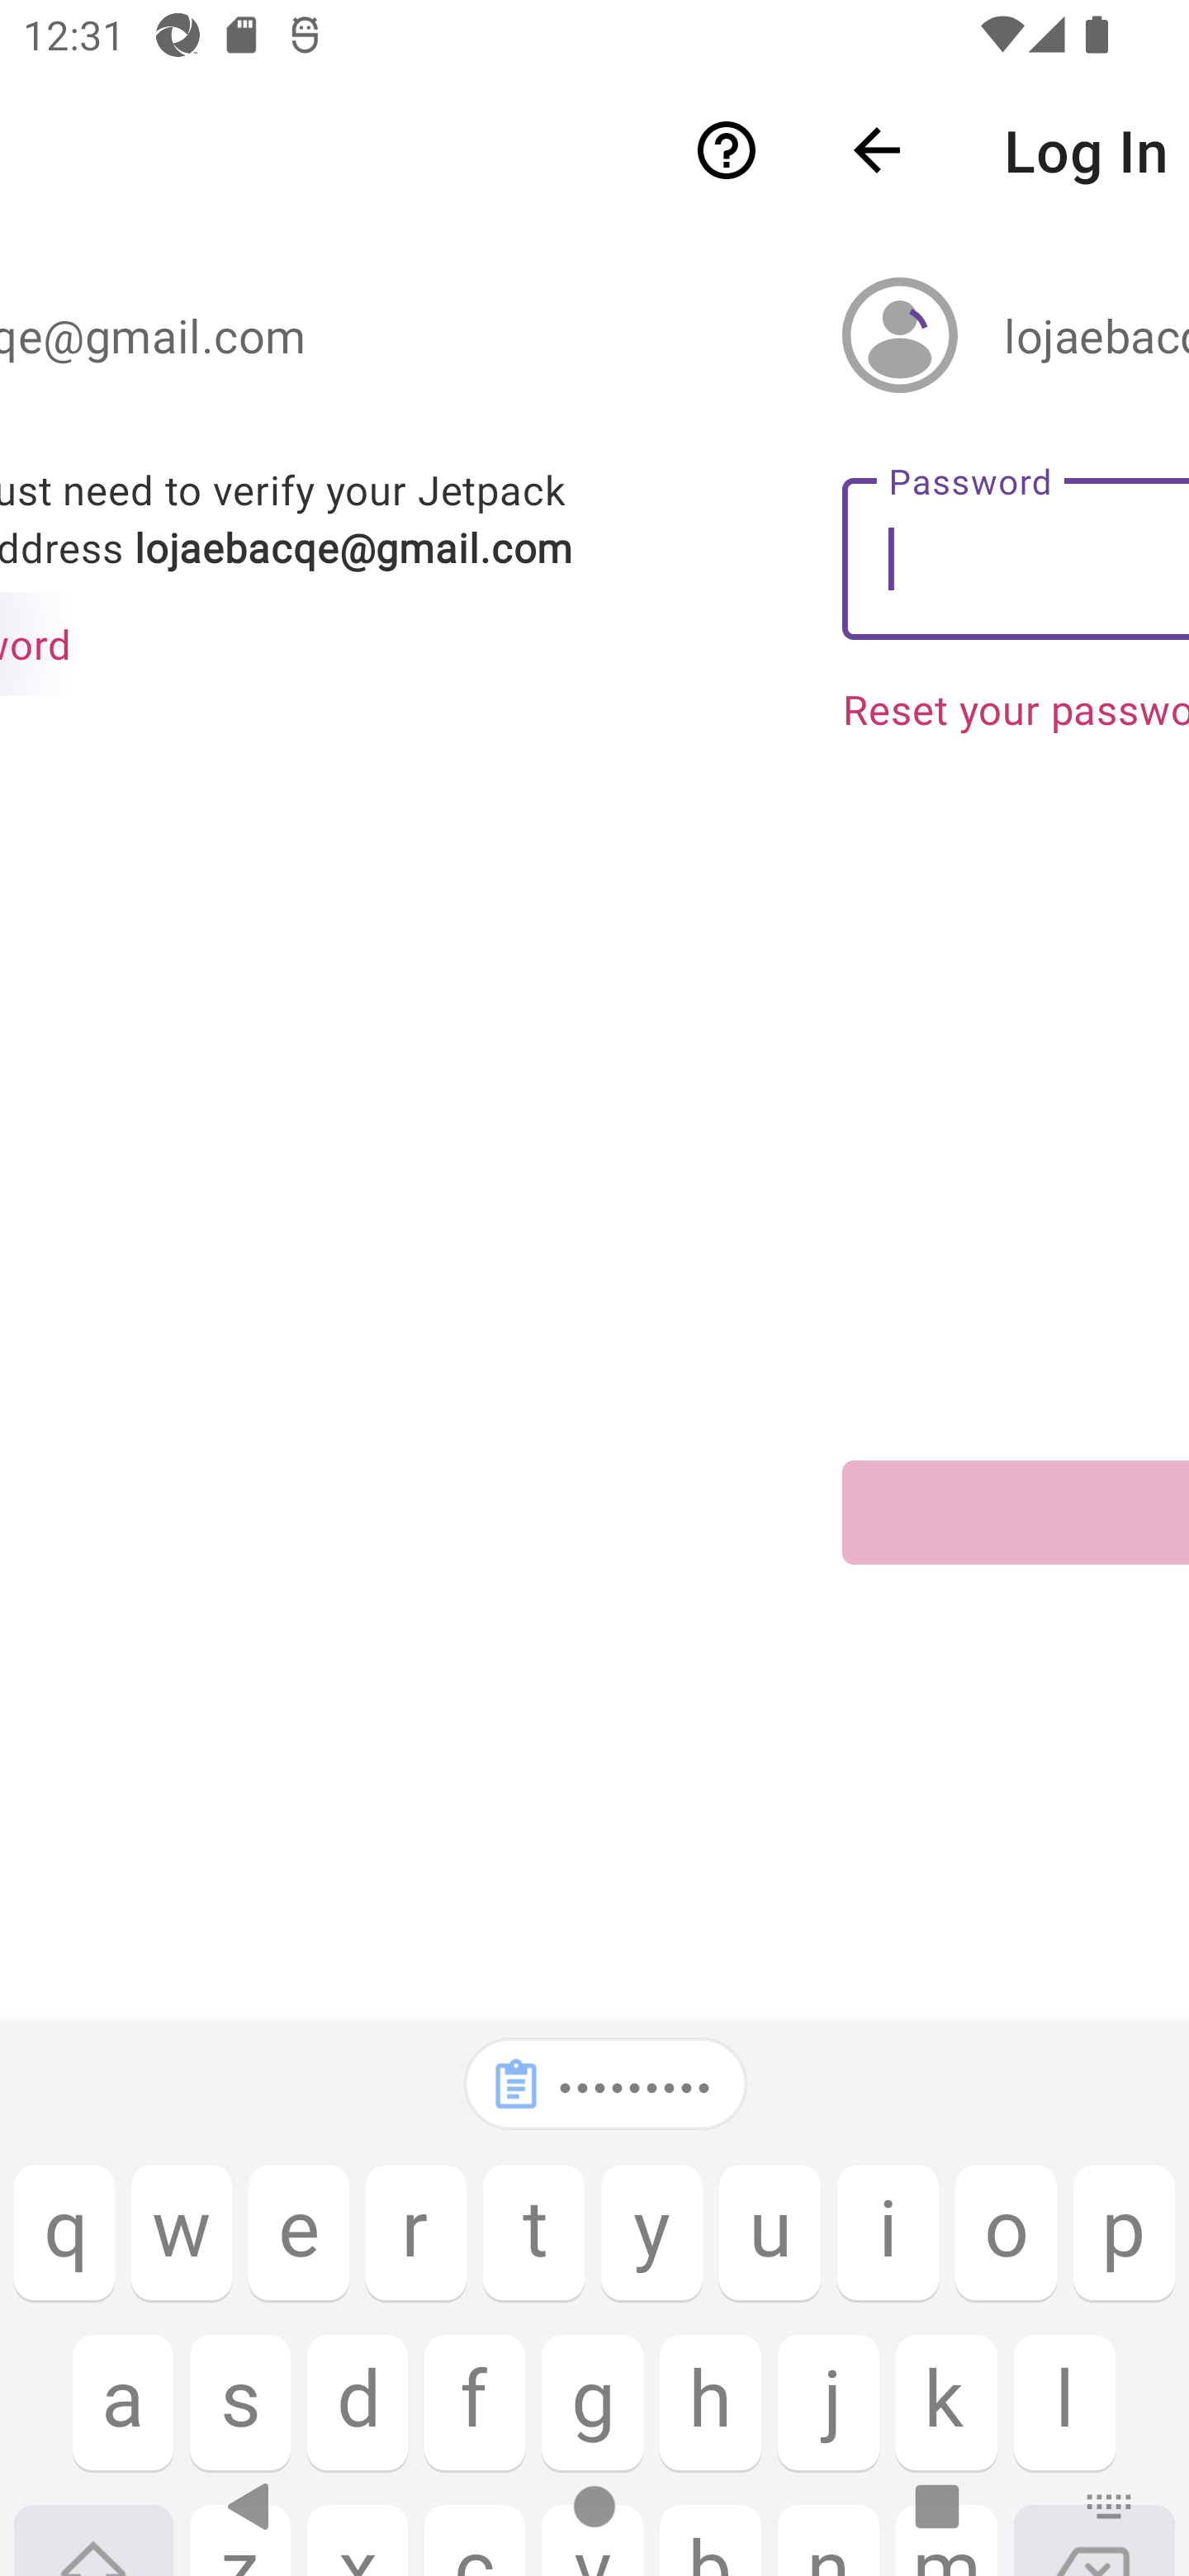 12:31
Log In
qe@gmail.com
lojaebac
ust need to verify your Jetpack
ddress lojaebacqe@gmail.com
Password
word
Reset your passwo
•••••••••
q w e r t y u i o p
a s d f g h j k l
z x c v b n m